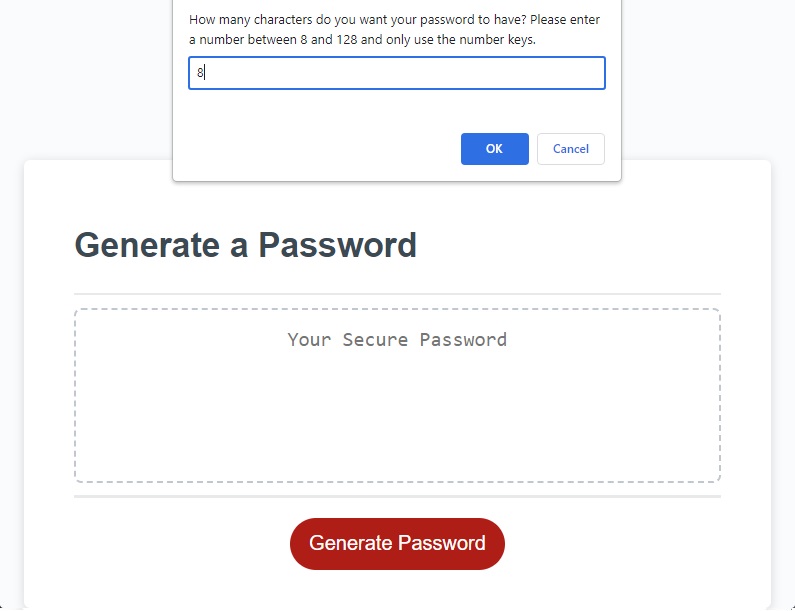 How many characters do you want your password to have? Please enter
a number between 8 and 128 and only use the number keys.
8
OK
Cancel
Generate a Password
Your Secure Password
Generate Password